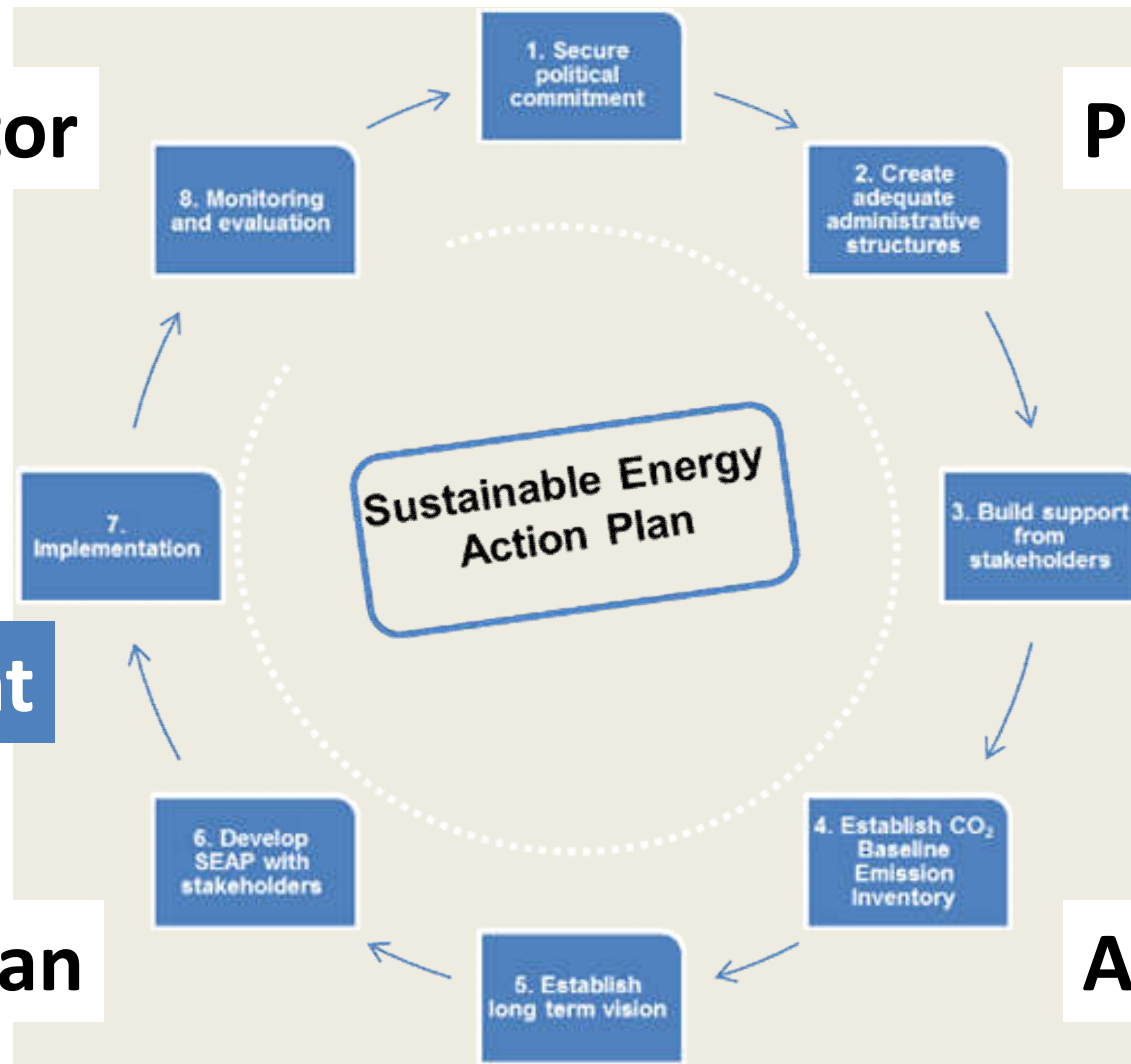 1. Secure
political
commitment
tor
P
8. Monitoring
and evaluation
2. Create
adequate
administrative
structures
Sustainable Energy
Action Plan
7.
Implementation
3. Build support
from
stakeholders
nt
6. Develop
SEAP with
stakeholders
4. Establish CO₂
Baseline
Emission
Inventory
an
A
5. Establish
long term vision